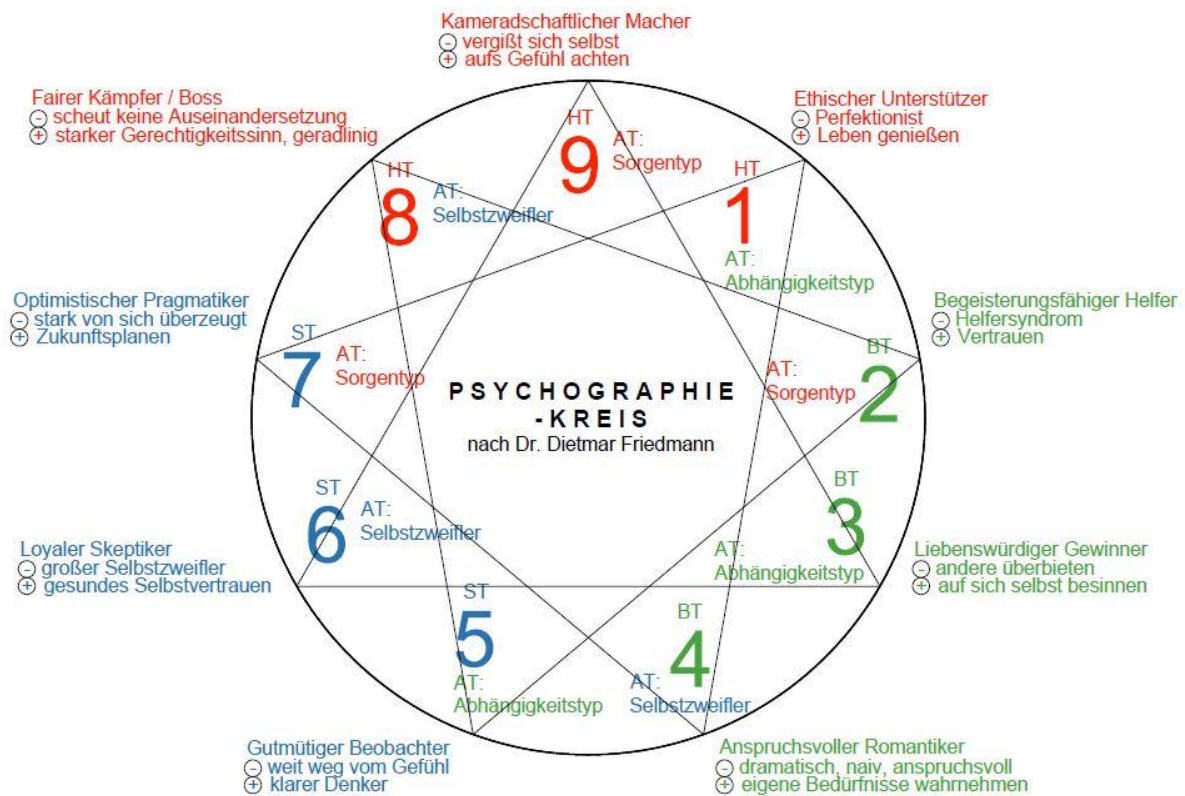 Kameradschaftlicher Macher
- vergißt sich selbst
+ aufs Gefühl achten
Fairer Kämpfer / Boss
- scheut keine Auseinandersetzung
+ starker Gerechtigkeitssinn, geradlinig
Ethischer Unterstützer
- Perfektionist
+ Leben genießen
HT
9
AT:
Sorgentyp
HT
8
AT:
Selbstzweifler
HT
1
AT:
Abhängigkeitstyp
Optimistischer Pragmatiker
- stark von sich überzeugt
+ Zukunftsplanen
ST
7
AT:
Sorgentyp
Begeisterungsfähiger Helfer
- Helfersyndrom
+ Vertrauen
BT
2
AT:
Sorgentyp
PSYCHOGRAPHIE
-KREIS
nach Dr. Dietmar Friedmann
ST
6
AT:
Selbstzweifler
BT
3
AT:
Abhängigkeitstyp
Loyaler Skeptiker
- großer Selbstzweifler
+ gesundes Selbstvertrauen
Liebenswürdiger Gewinner
- andere überbieten
+ auf sich selbst besinnen
ST
5
AT:
Abhängigkeitstyp
BT
4
AT:
Selbstzweifler
Gutmütiger Beobachter
- weit weg vom Gefühl
+ klarer Denker
Anspruchsvoller Romantiker
- dramatisch, naiv, anspruchsvoll
+ eigene Bedürfnisse wahrnehmen